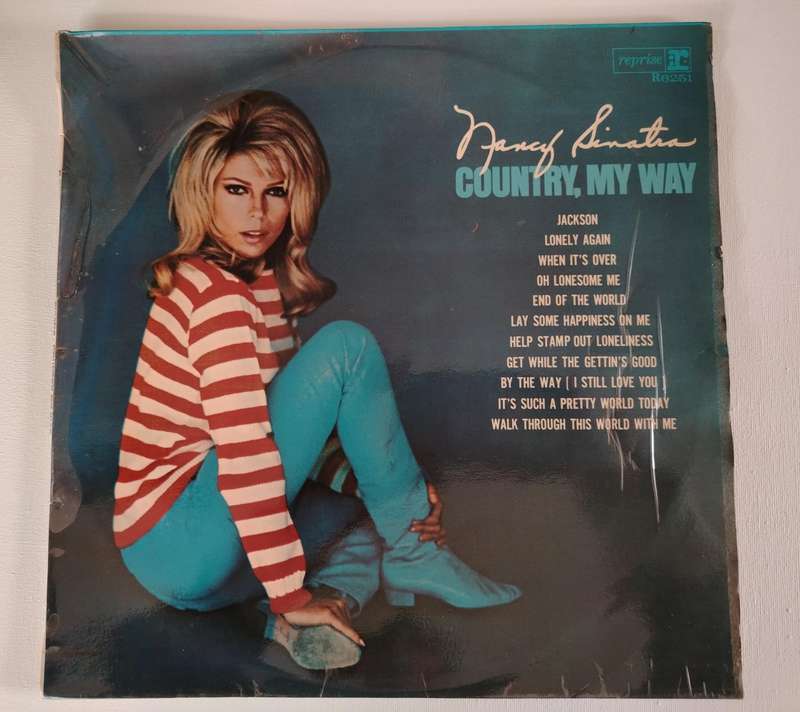 reprise
R6251
Nancy Sinatra
COUNTRY, MY WAY
JACKSON
LONELY AGAIN
WHEN IT'S OVER
OH LONESOME ME
END OF THE WORLD
LAY SOME HAPPINESS ON ME
HELP STAMP OUT LONELINESS
GET WHILE THE GETTIN'S GOOD
BY THE WAY ( I STILL LOVE YOU )
IT'S SUCH A PRETTY WORLD TODAY
WALK THROUGH THIS WORLD WITH ME